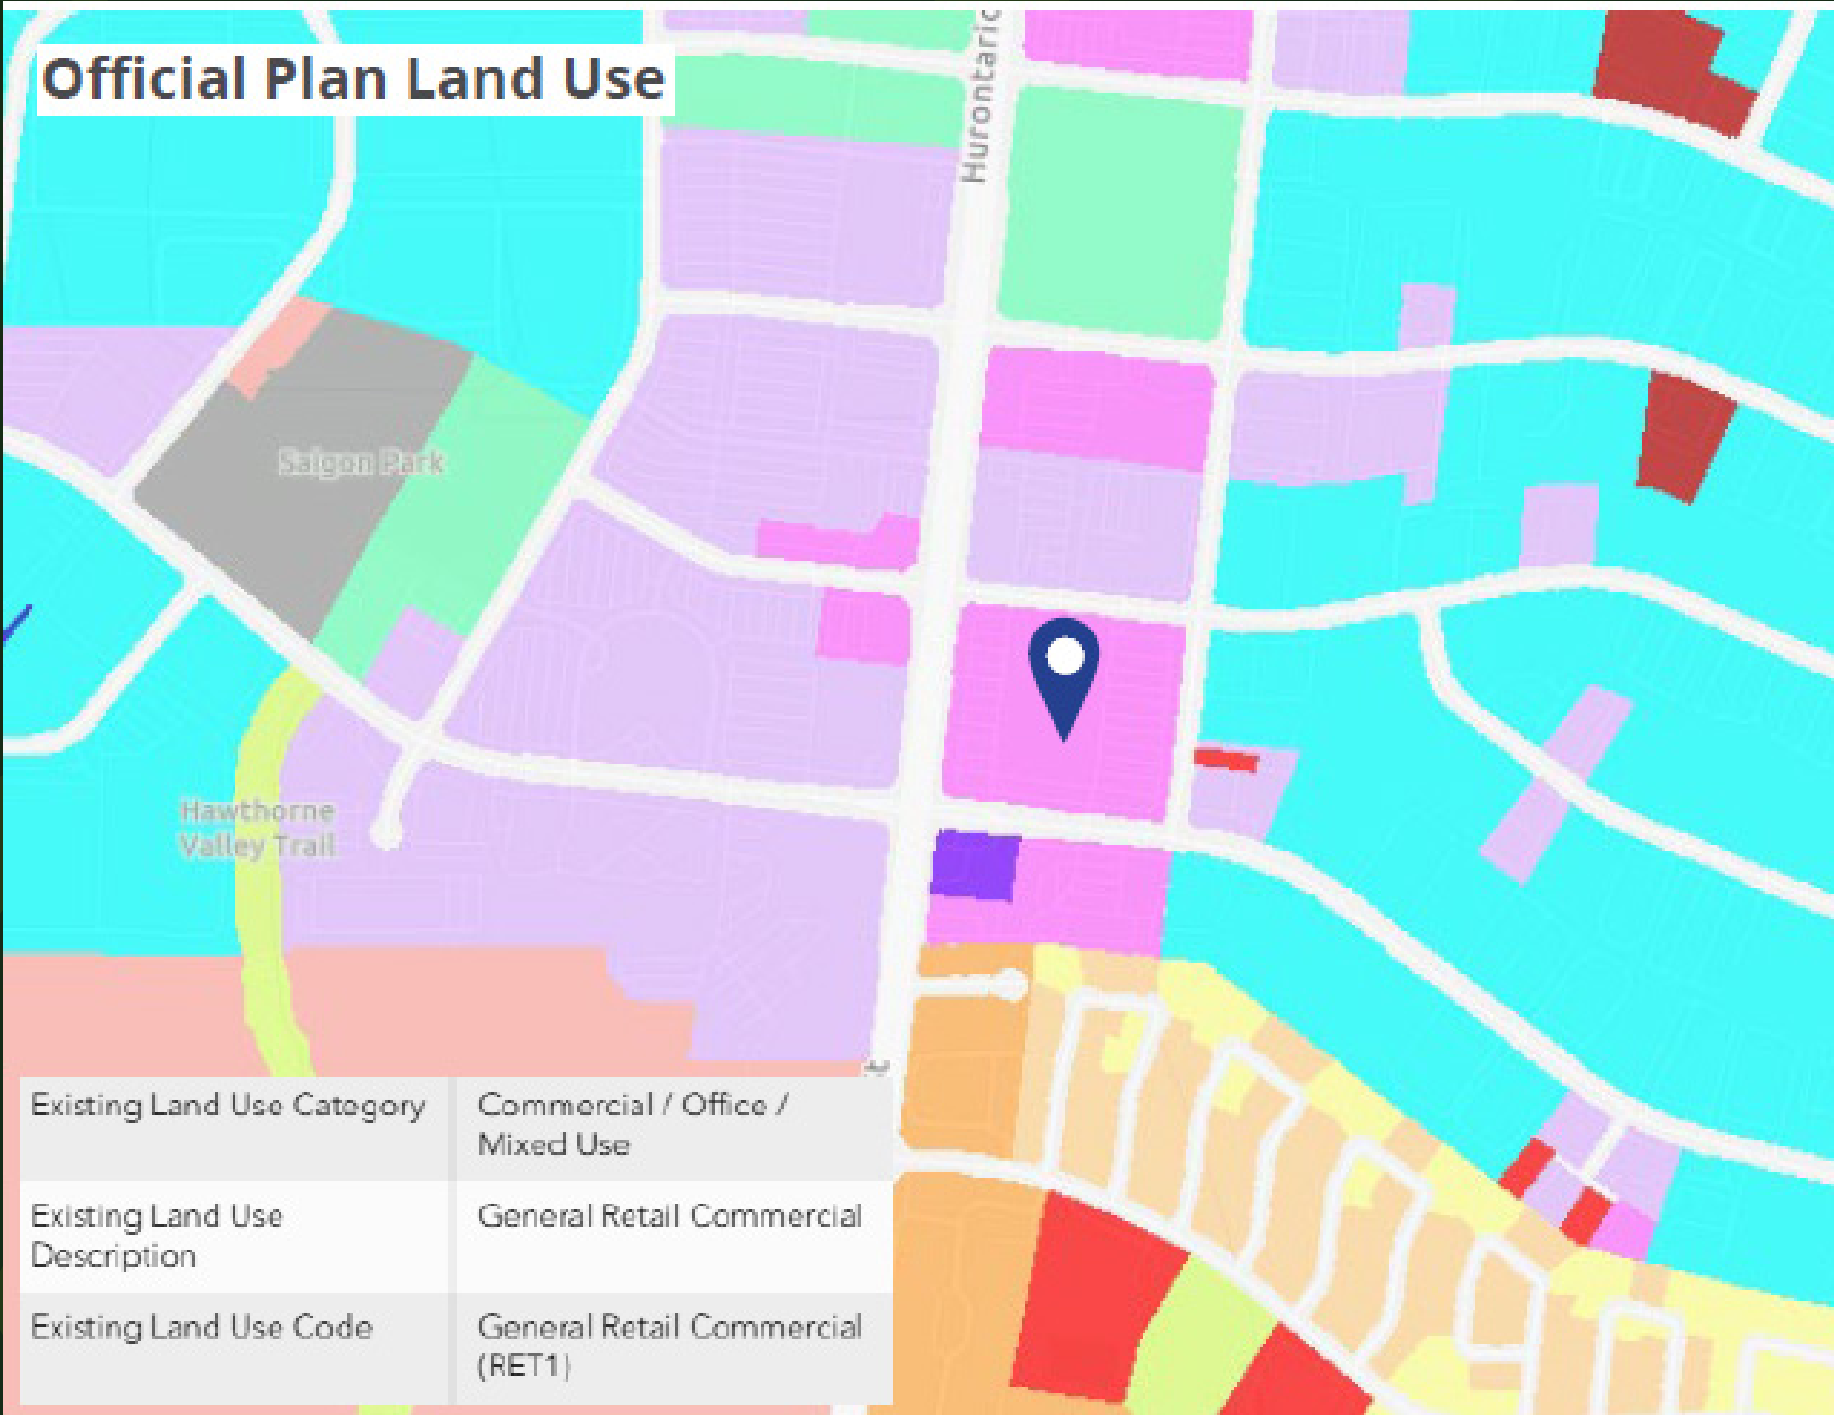 Official Plan Land Use
Hurontario
Saigon Park
Hawthorne
Valley Trail
Existing Land Use Category
Commercial / Office /
Mixed Use
Existing Land Use
Description
General Retail Commercial
Existing Land Use Code
General Retail Commercial
(RET1)